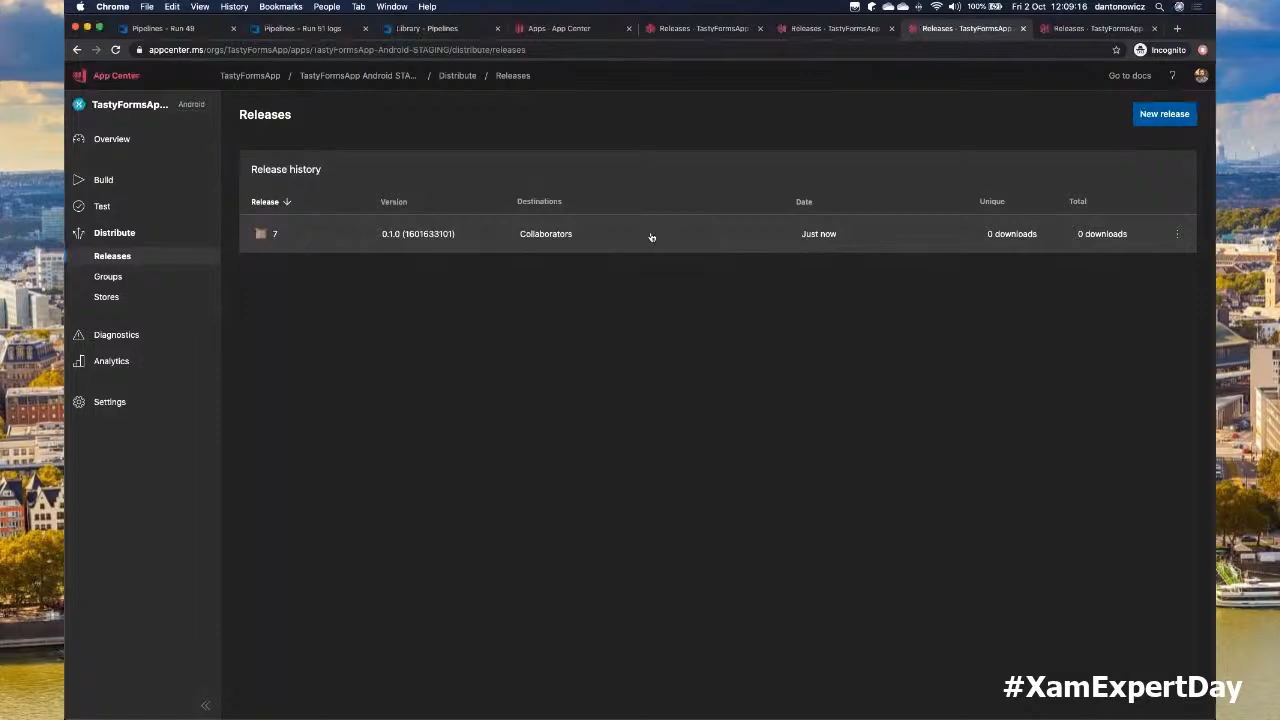 Chrome File Edit View History Bookmarks People Tab Window Help 100% Fri 2 Oct 12:09:16 dantonowicz
Pipelines - Run 49 Pipelines - Run 51 logs Library - Pipelines Apps · App Center Releases · TastyFormsApp Releases · TastyFormsApp Releases · TastyFormsApp Releases · TastyFormsApp
appcenter.ms/orgs/TastyFormsApp/apps/TastyFormsApp-Android-STAGING/distribute/releases Incognito
App Center TastyFormsApp / TastyFormsApp Android STA... / Distribute / Releases Go to docs ?
TastyFormsAp... Android
Overview
Build
Test
Distribute
Releases
Groups
Stores
Diagnostics
Analytics
Settings
Releases New release
Release history
Release Version Destinations Date Unique Total
7 0.1.0 (1601633101) Collaborators Just now 0 downloads 0 downloads
#XamExpertDay